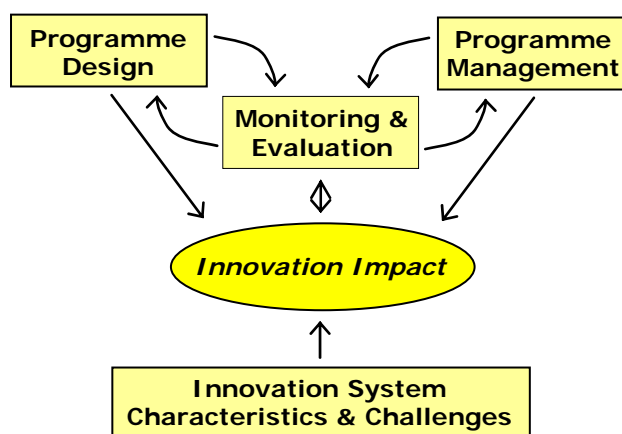 Programme
Design
Programme
Management
Monitoring &
Evaluation
Innovation Impact
Innovation System
Characteristics & Challenges